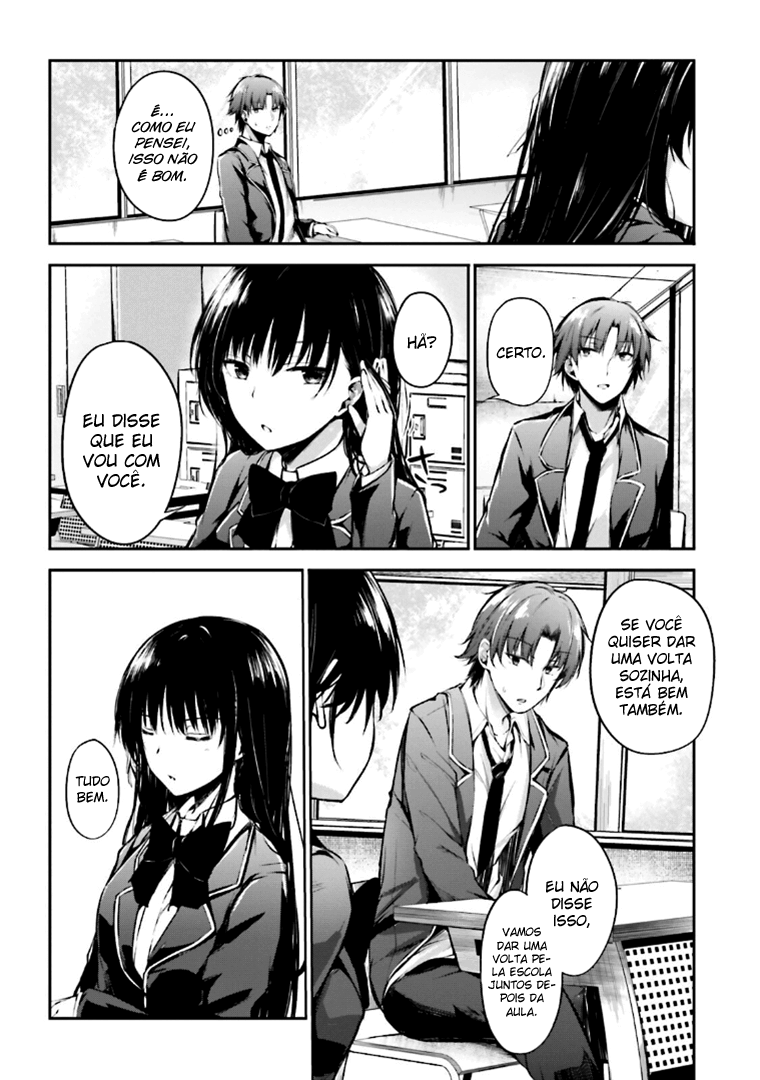 É...
COMO EU
PENSEI,
ISSO NÃO
É BOM.
...
CERTO.
HÃ?
EU DISSE
QUE EU
VOU COM
VOCÊ.
SE VOCÊ
QUISER DAR
UMA VOLTA
SOZINHA,
ESTÁ BEM
TAMBÉM.
EU NÃO
DISSE
ISSO,
VAMOS
DAR UMA
VOLTA PE-
LA ESCOLA
JUNTOS DE-
POIS DA
AULA.
TUDO
BEM.